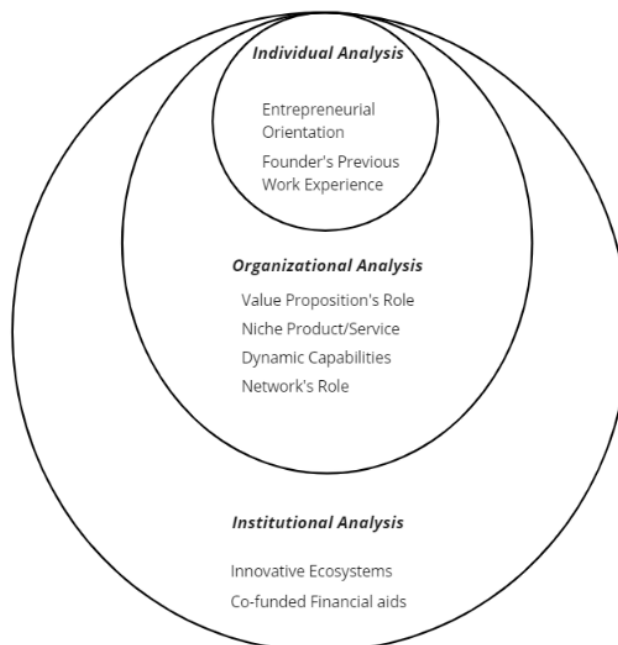 Individual Analysis
Entrepreneurial
Orientation
Founder's Previous
Work Experience
Organizational Analysis
Value Proposition's Role
Niche Product/Service
Dynamic Capabilities
Network's Role
Institutional Analysis
Innovative Ecosystems
Co-funded Financial aids